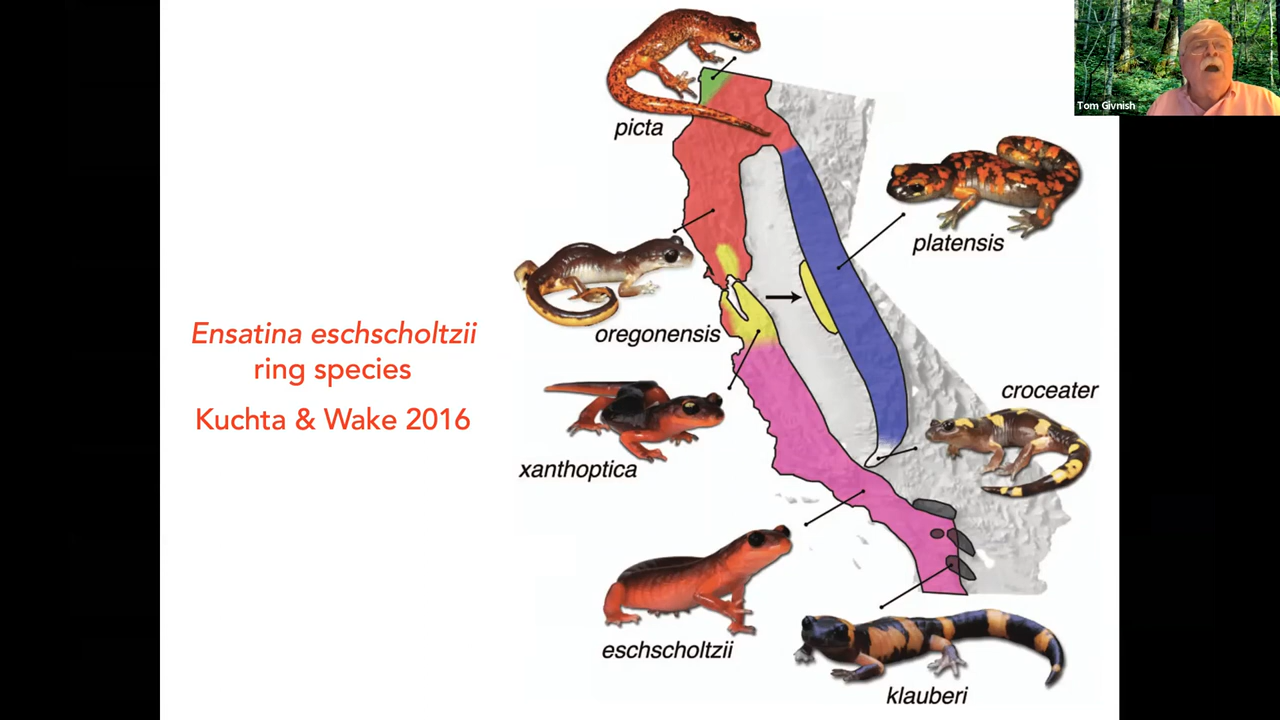 Tom Givnish
picta
platensis
oregonensis
Ensatina eschscholtzii
ring species
Kuchta & Wake 2016
croceater
xanthoptica
eschscholtzii
klauberi